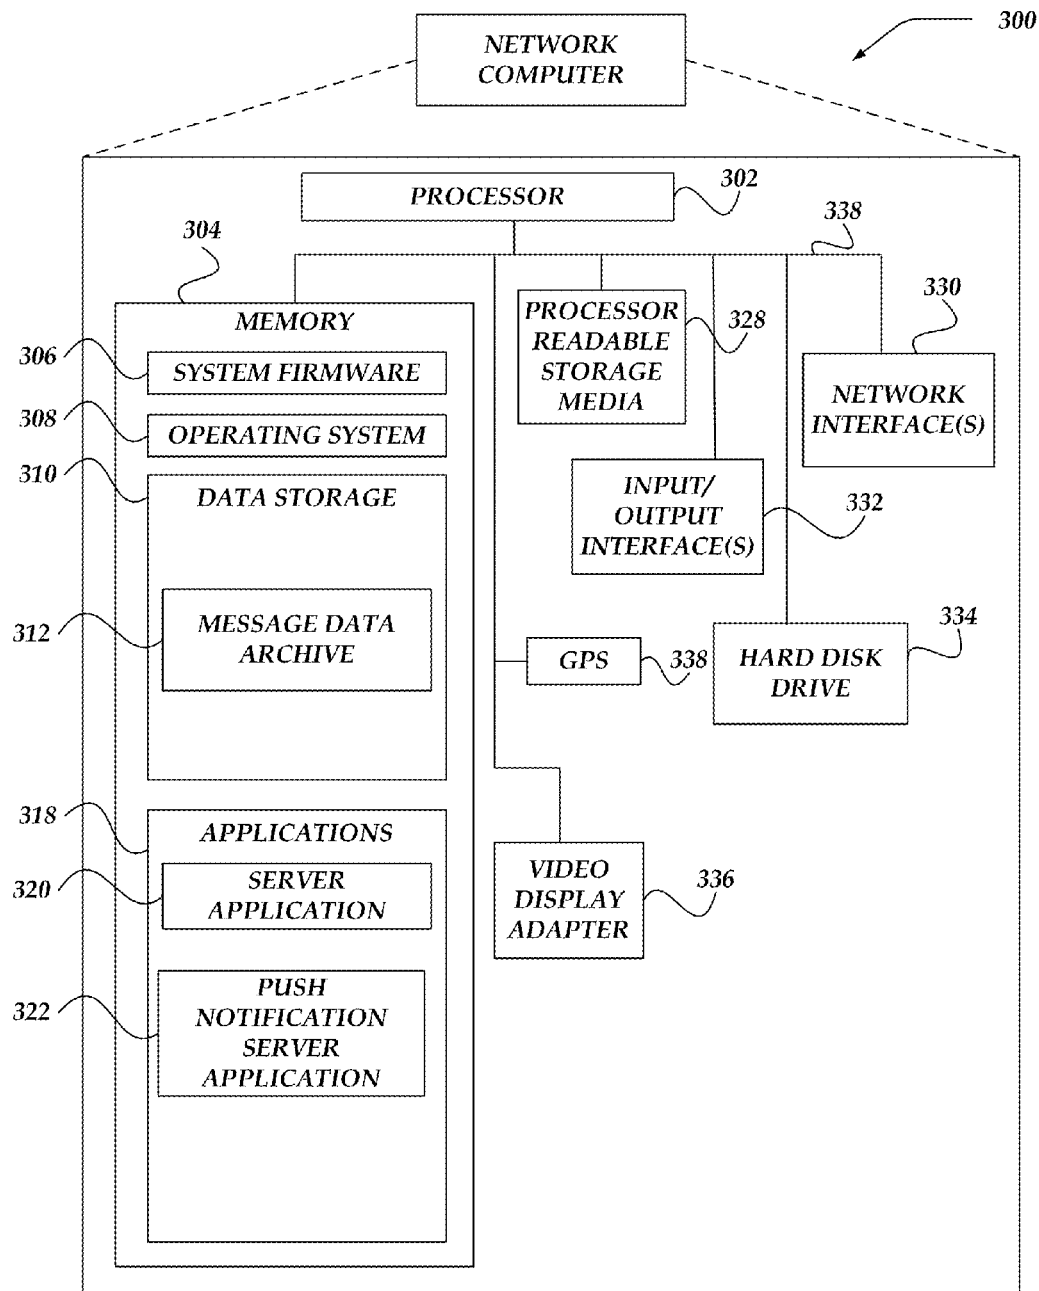 300
NETWORK
COMPUTER
PROCESSOR
302
338
304
MEMORY
306
SYSTEM FIRMWARE
308
OPERATING SYSTEM
310
DATA STORAGE
312
MESSAGE DATA
ARCHIVE
318
APPLICATIONS
320
SERVER
APPLICATION
322
PUSH
NOTIFICATION
SERVER
APPLICATION
PROCESSOR
READABLE
STORAGE
MEDIA
328
330
NETWORK
INTERFACE(S)
INPUT/
OUTPUT
INTERFACE(S)
332
GPS
338
334
HARD DISK
DRIVE
VIDEO
DISPLAY
ADAPTER
336